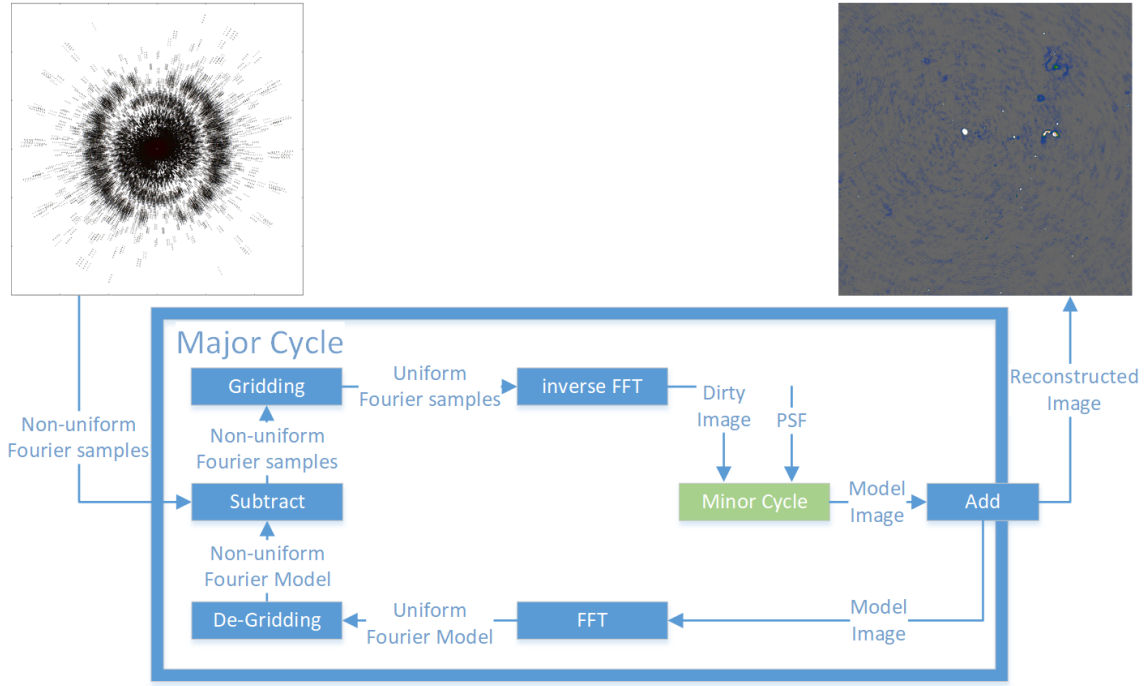 Major Cycle
Gridding
Uniform
Fourier samples
inverse FFT
Dirty
Image
PSF
Reconstructed
Image
Non-uniform
Fourier samples
Non-uniform
Fourier samples
Subtract
Minor Cycle
Model
Image
Add
Non-uniform
Fourier Model
De-Gridding
Uniform
Fourier Model
FFT
Model
Image